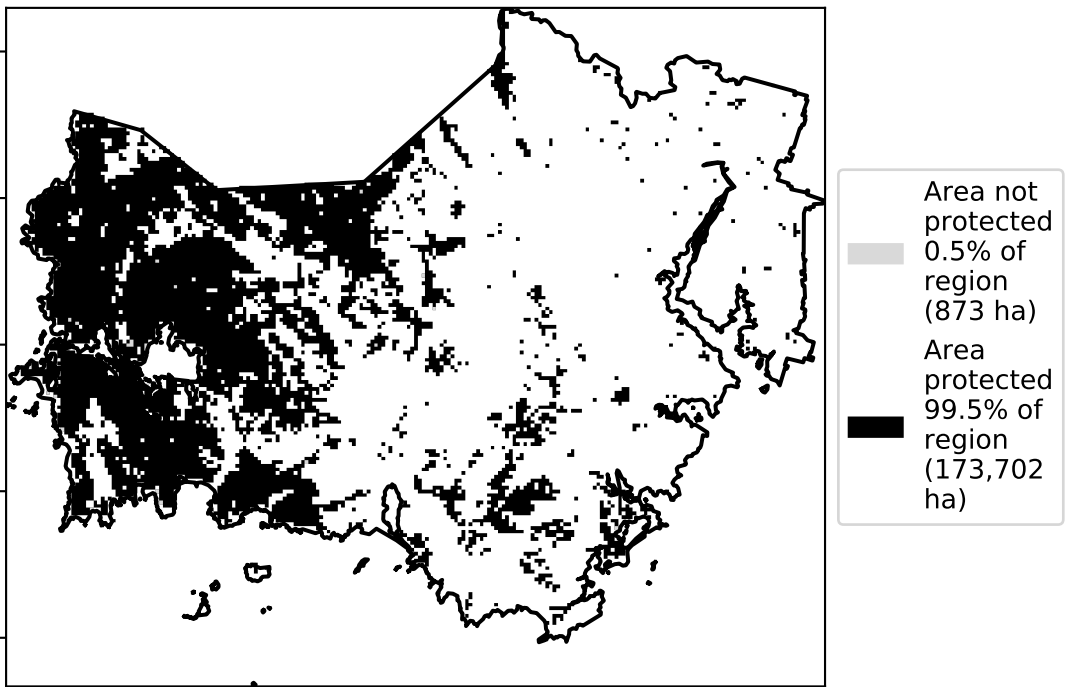 Area not
protected
0.5% of
region
(873 ha)
Area
protected
99.5% of
region
(173,702
ha)